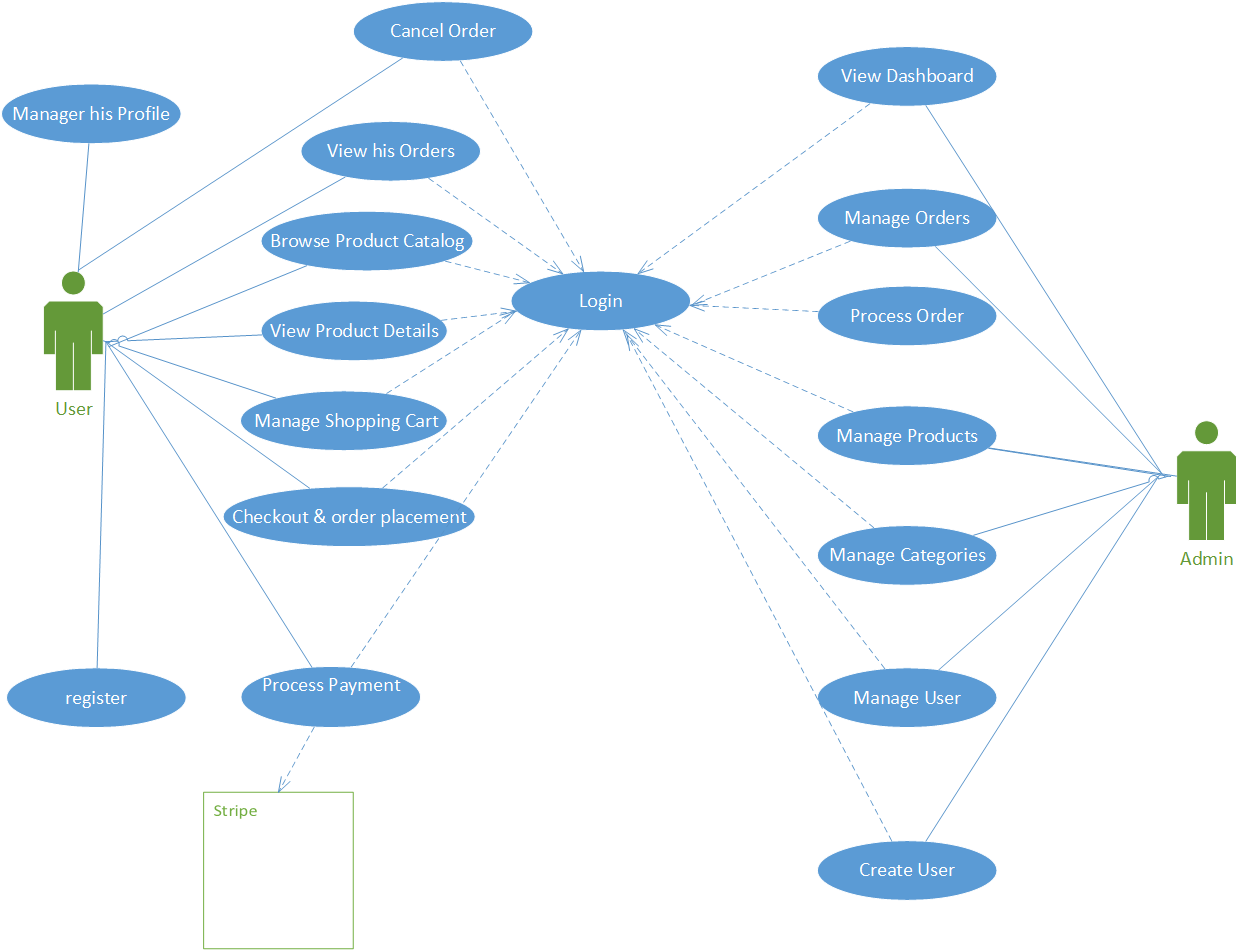 Cancel Order
View Dashboard
Manager his Profile
View his Orders
Manage Orders
Browse Product Catalog
Login
Process Order
View Product Details
User
Manage Shopping Cart
Manage Products
Checkout & order placement
Manage Categories
Admin
register
Process Payment
Manage User
Stripe
Create User